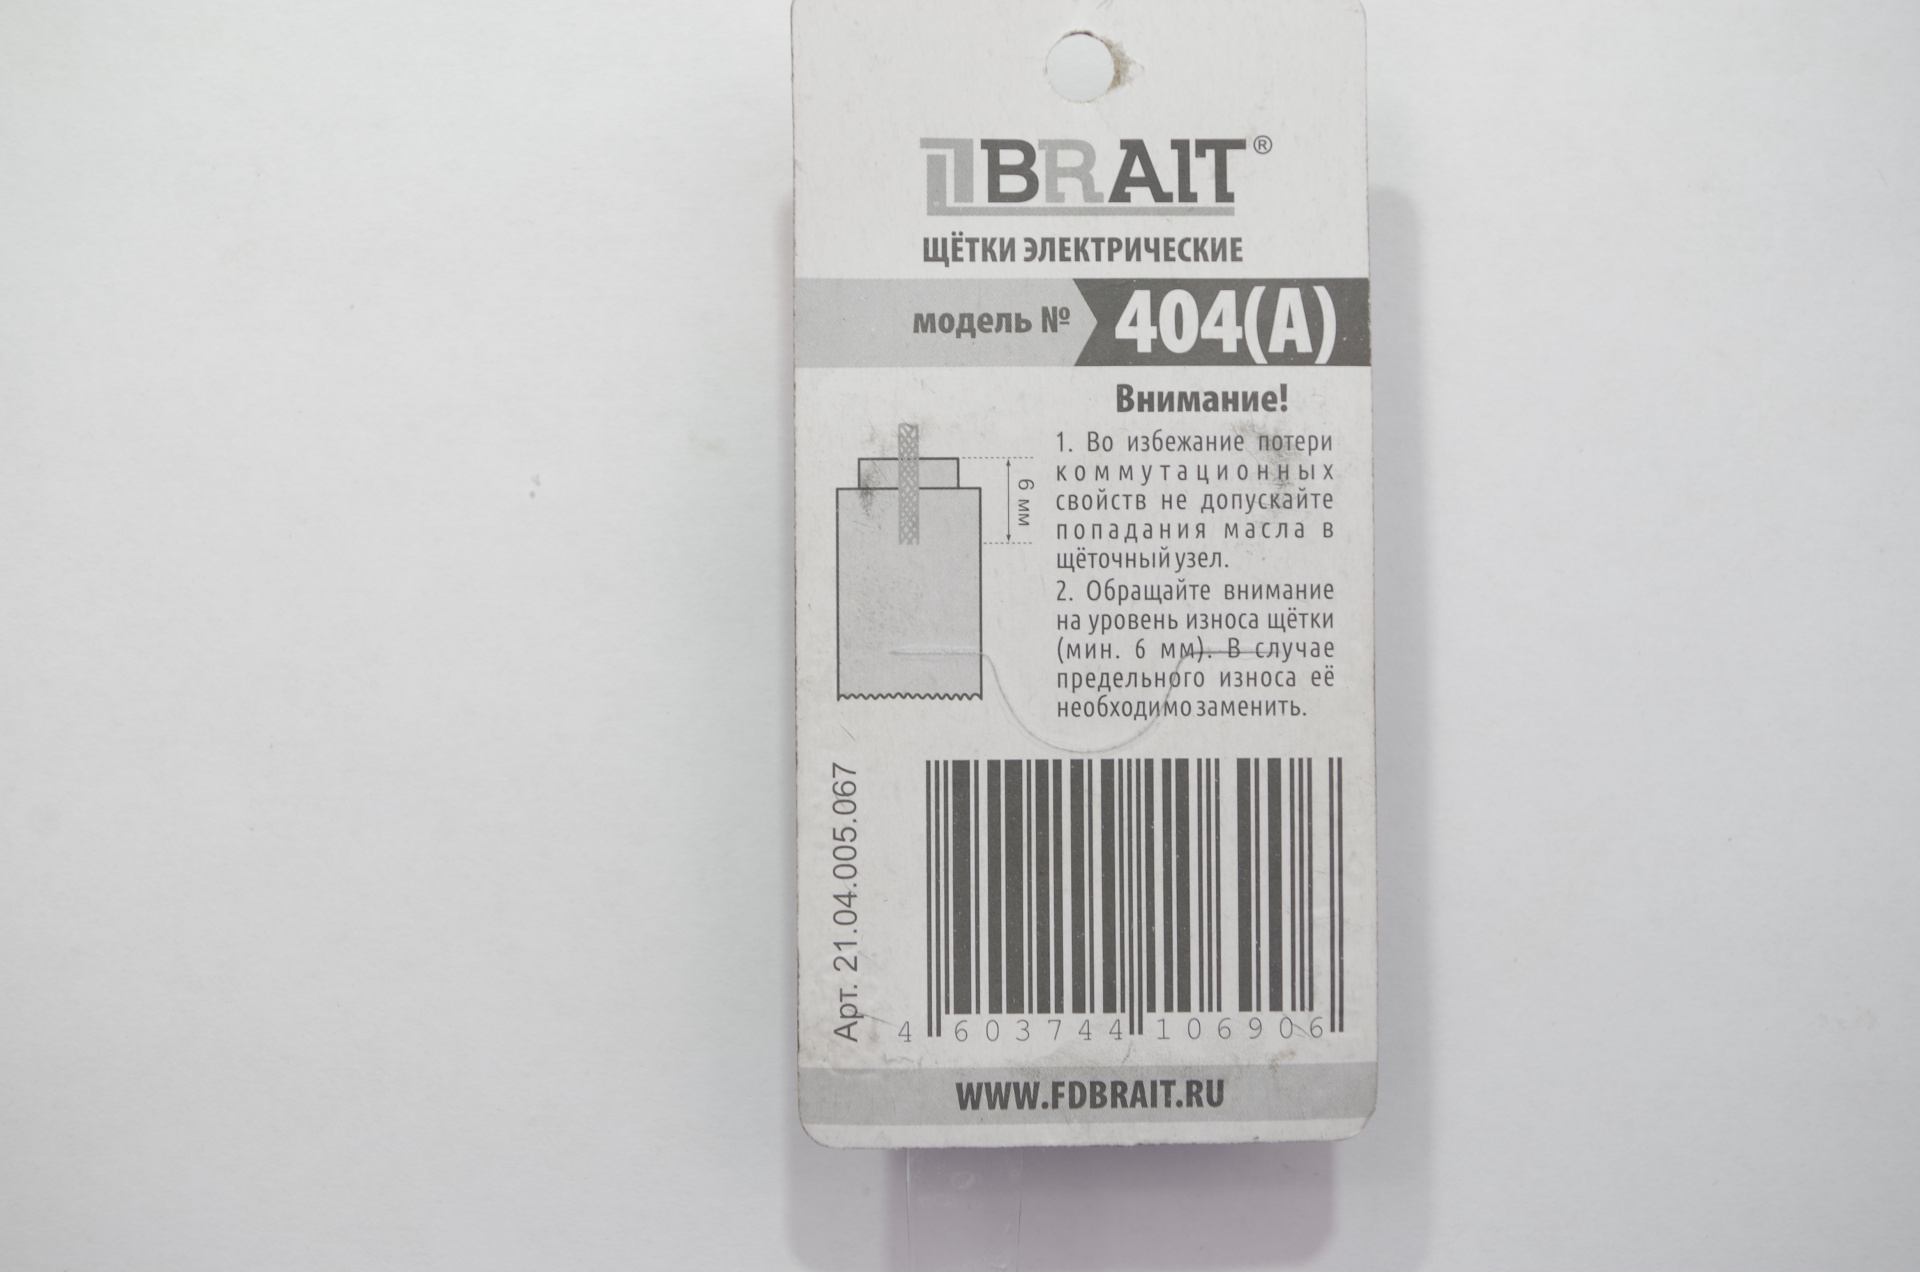 BRAIT®
ЩЁТКИ ЭЛЕКТРИЧЕСКИЕ
модель № 404(А)
Внимание!
1. Во избежание потери
коммутационных
свойств не допускайте
попадания масла в
щёточный узел.
2. Обращайте внимание
на уровень износа щётки
(мин. 6 мм). В случае
предельного износа её
необходимо заменить.
6 мм
Арт. 21.04.005.067
4 603744 106906
WWW.FDBRAIT.RU